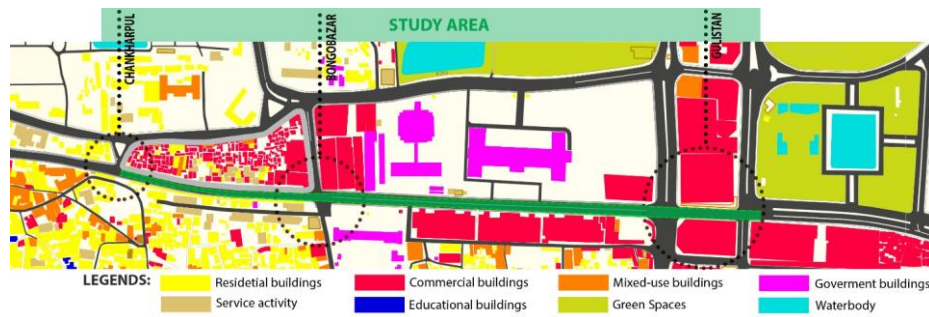 STUDY AREA
CHANKHARPUL
BONGOBAZAR
GULISTAN
LEGENDS:
Residetial buildings
Commercial buildings
Mixed-use buildings
Goverment buildings
Service activity
Educational buildings
Green Spaces
Waterbody